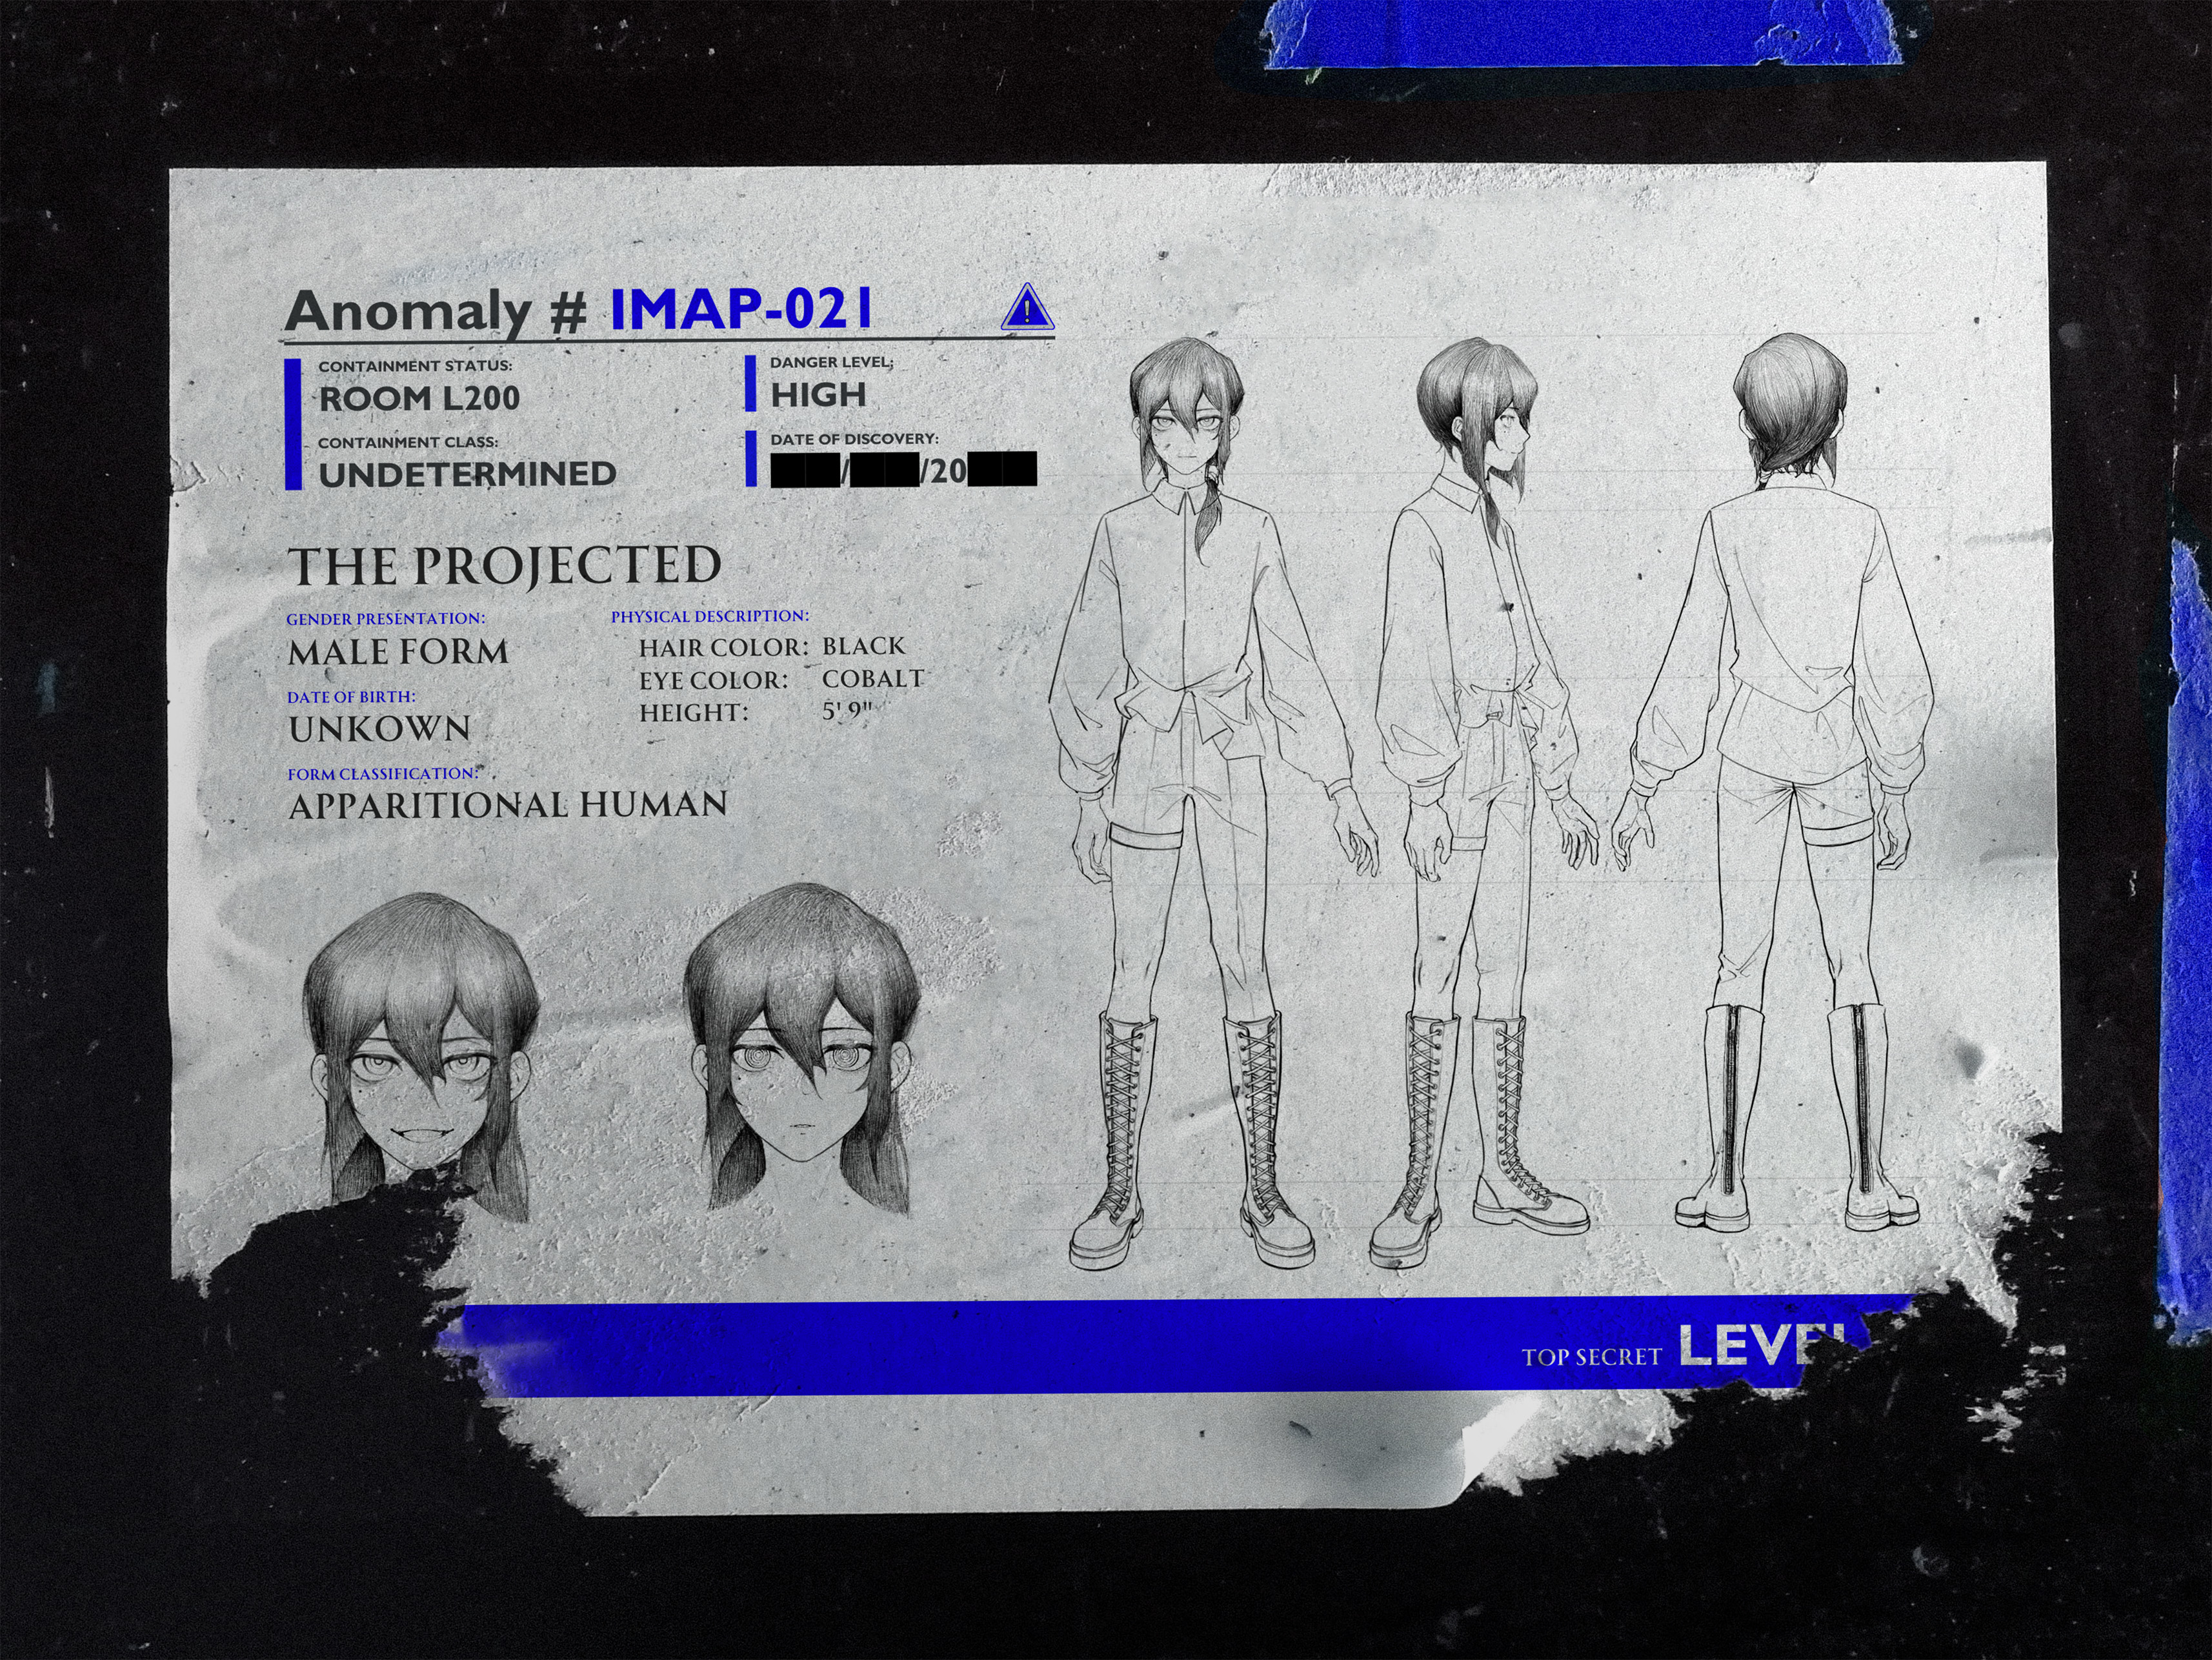 Anomaly # IMAP-021
CONTAINMENT STATUS:
ROOM L200
CONTAINMENT CLASS:
UNDETERMINED
DANGER LEVEL:
HIGH
DATE OF DISCOVERY:
/ /20
THE PROJECTED
GENDER PRESENTATION:
MALE FORM
DATE OF BIRTH:
UNKOWN
FORM CLASSIFICATION:
APPARITIONAL HUMAN
PHYSICAL DESCRIPTION:
HAIR COLOR: BLACK
EYE COLOR: COBALT
HEIGHT: 5' 9"
TOP SECRET LEVEL